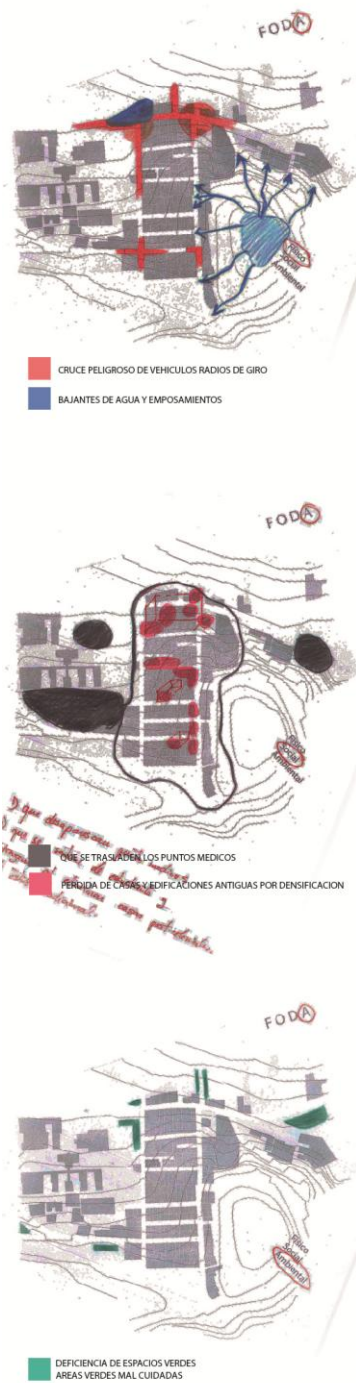 FODA
Físico
Social
Ambiental
CRUCE PELIGROSO DE VEHICULOS RADIOS DE GIRO
BAJANTES DE AGUA Y EMPOSAMIENTOS
FODA
Físico
Social
Ambiental
QUE SE TRASLADEN LOS PUNTOS MEDICOS
PERDIDA DE CASAS Y EDIFICACIONES ANTIGUAS POR DENSIFICACION
FODA
Físico
Social
Ambiental
DEFICIENCIA DE ESPACIOS VERDES
AREAS VERDES MAL CUIDADAS